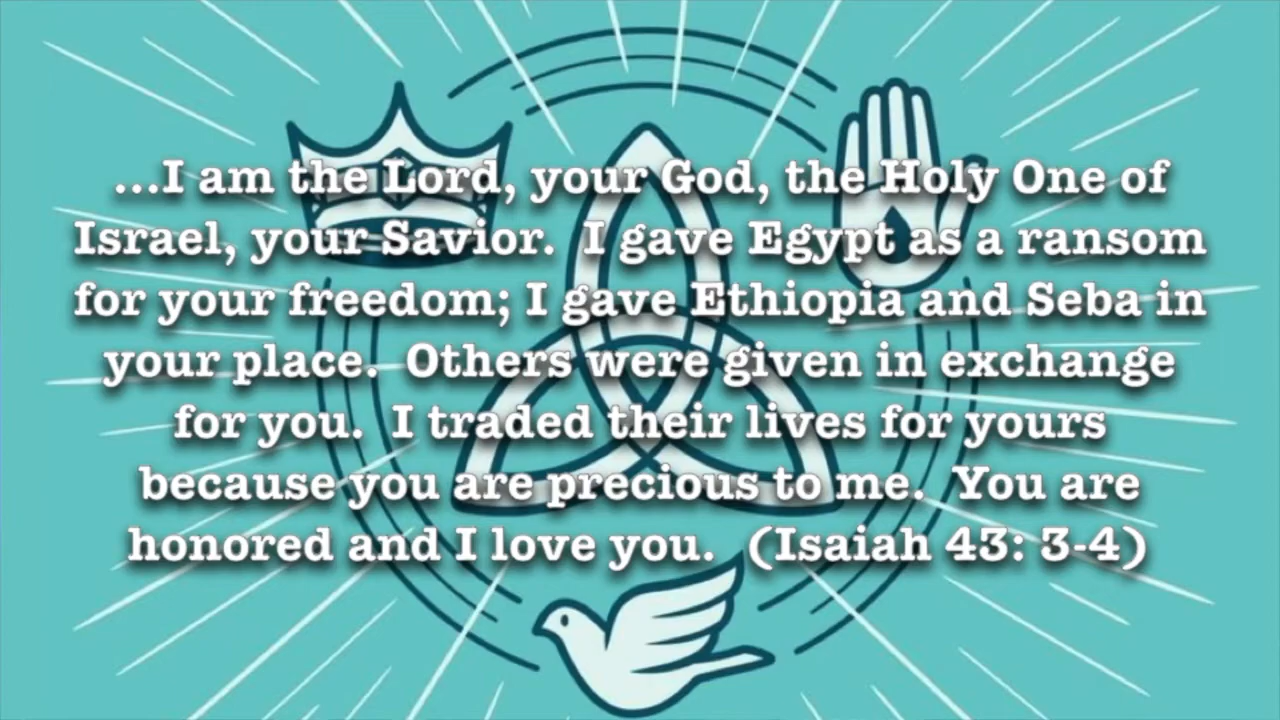 ...I am the Lord, your God, the Holy One of
Israel, your Savior.  I gave Egypt as a ransom
for your freedom; I gave Ethiopia and Seba in
your place.  Others were given in exchange
for you.  I traded their lives for yours
because you are precious to me.  You are
honored and I love you.  (Isaiah 43: 3-4)